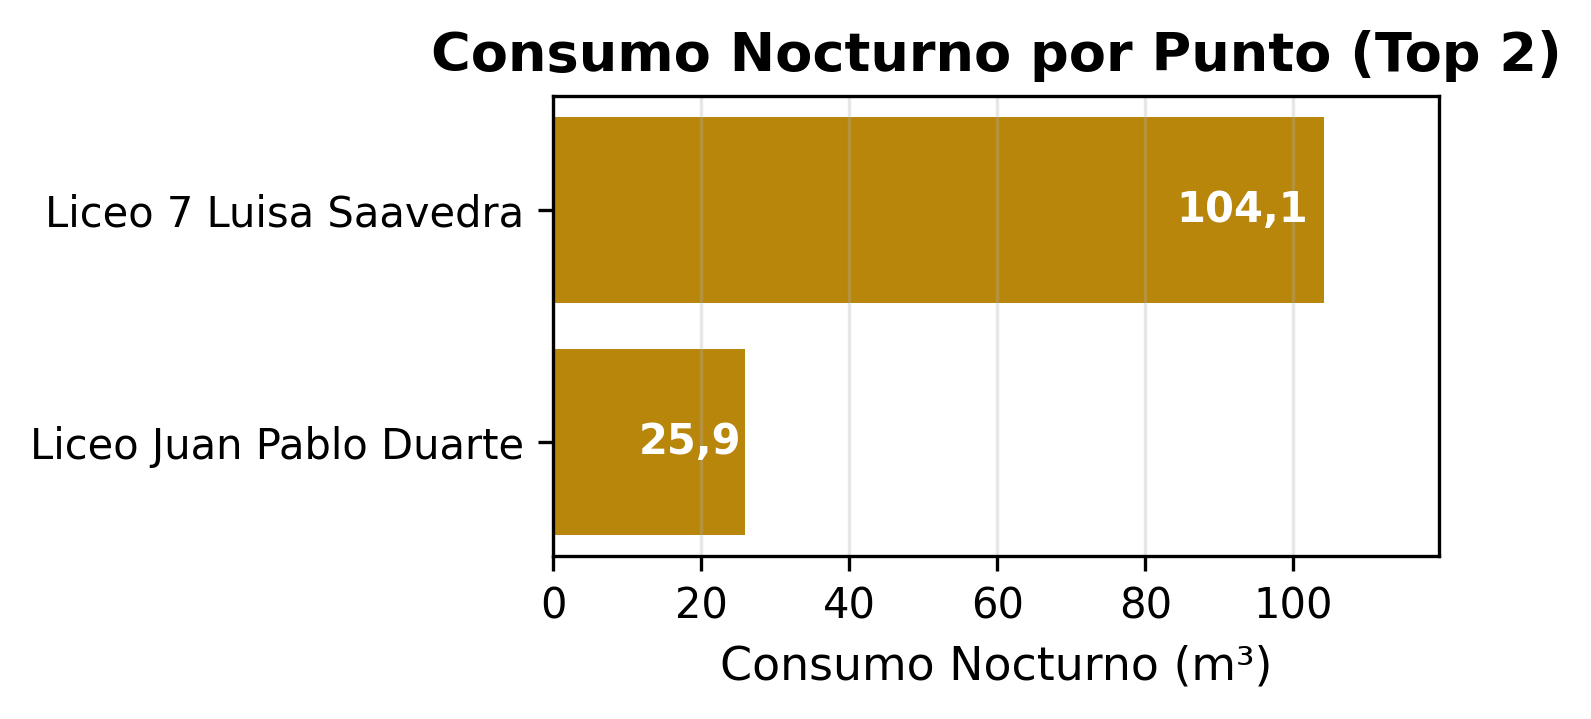 Consumo Nocturno por Punto (Top 2)
Liceo 7 Luisa Saavedra
104,1
Liceo Juan Pablo Duarte
25,9
0 20 40 60 80 100
Consumo Nocturno (m³)